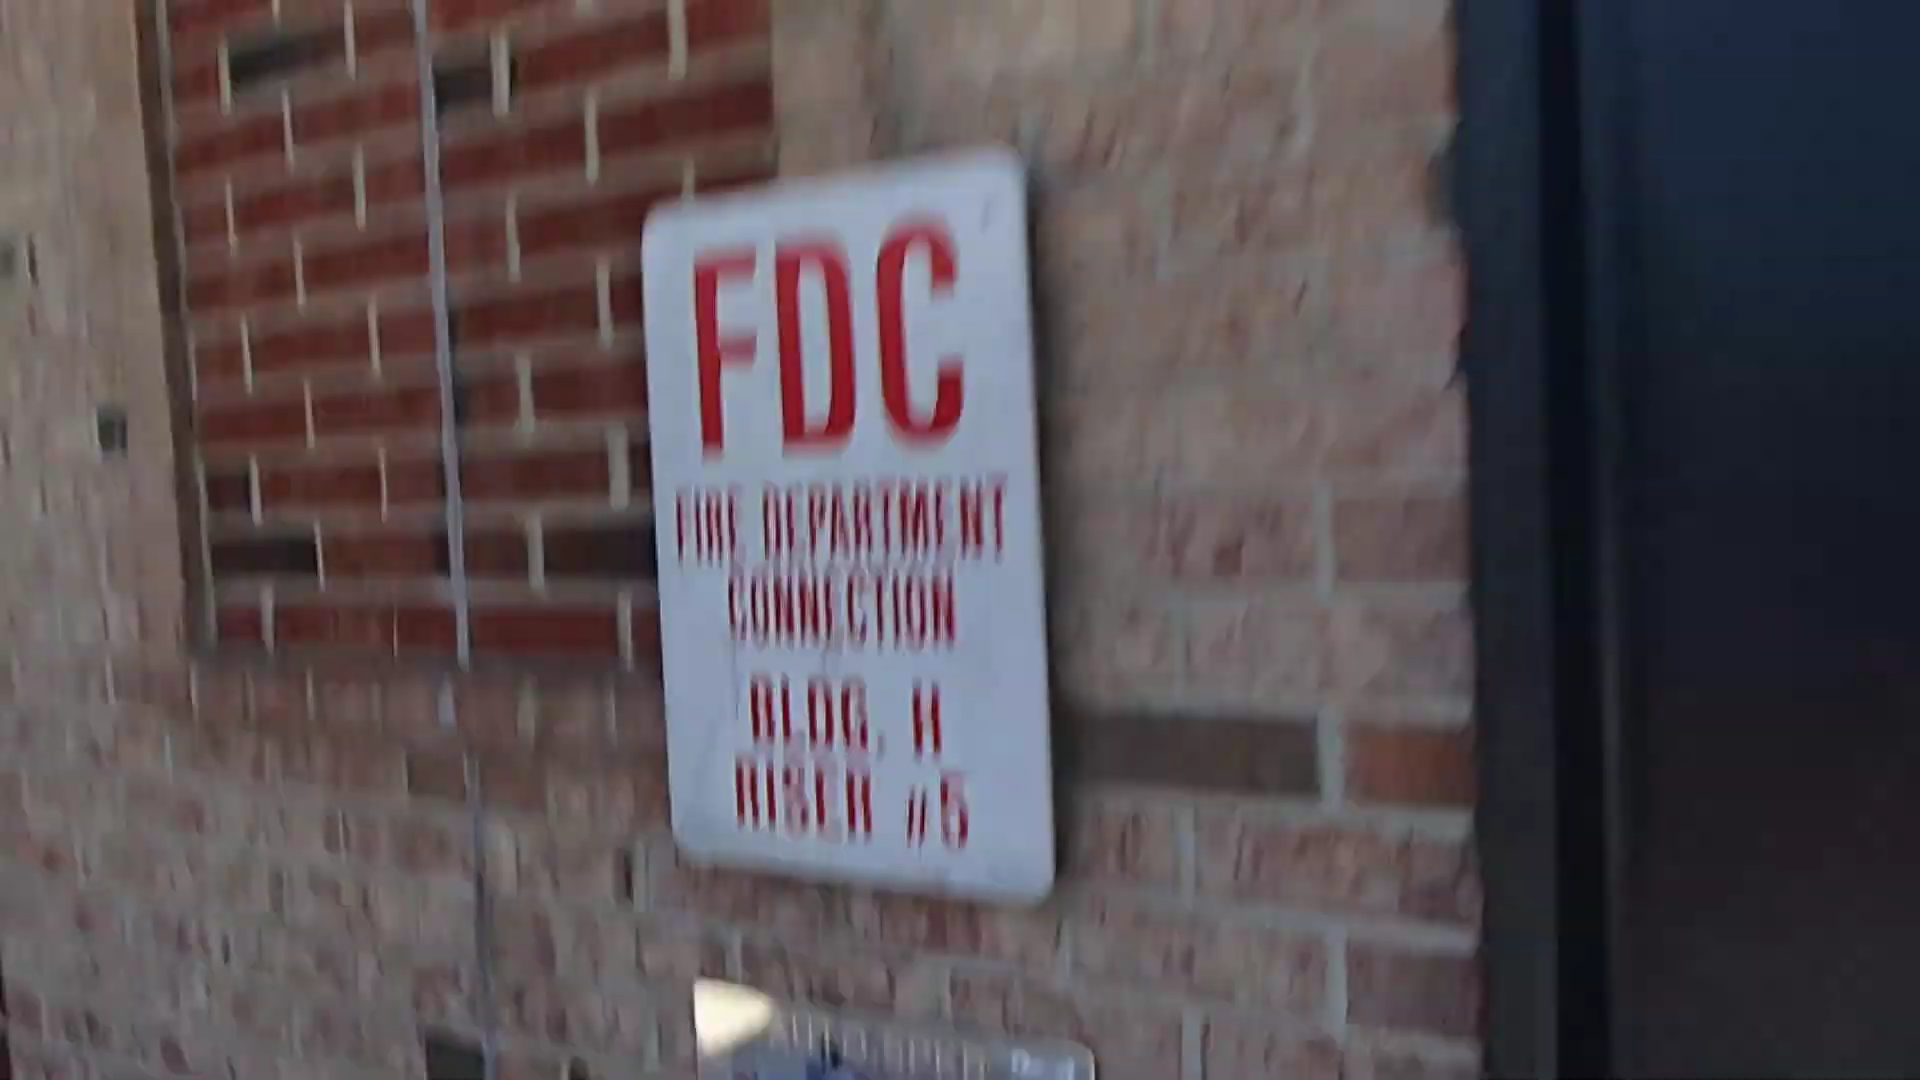 FDC
FIRE DEPARTMENT
CONNECTION
BLDG. H
RISER #5